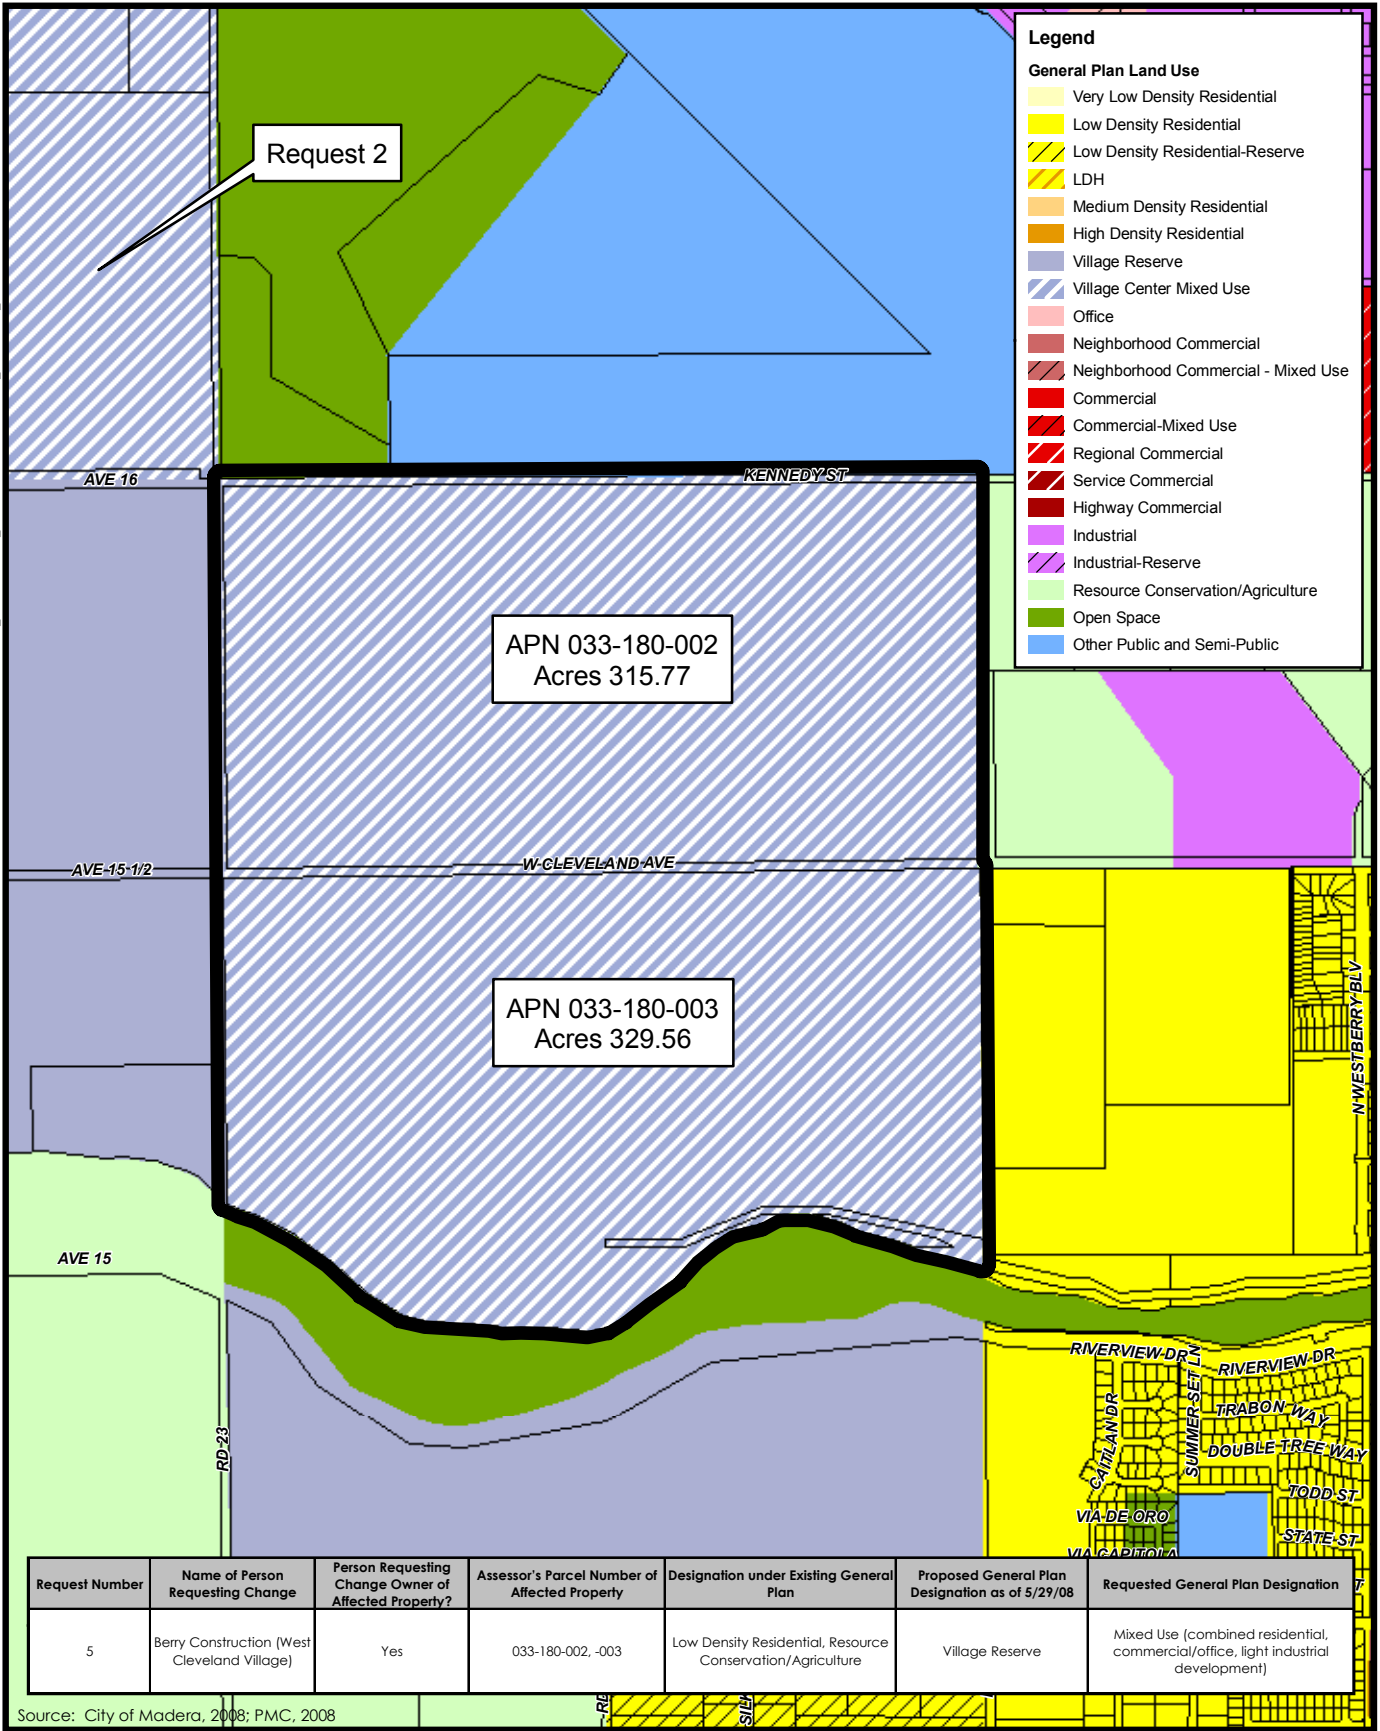 Legend
General Plan Land Use
Very Low Density Residential
Low Density Residential
Low Density Residential-Reserve
LDH
Medium Density Residential
High Density Residential
Village Reserve
Village Center Mixed Use
Office
Neighborhood Commercial
Neighborhood Commercial - Mixed Use
Commercial
Commercial-Mixed Use
Regional Commercial
Service Commercial
Highway Commercial
Industrial
Industrial-Reserve
Resource Conservation/Agriculture
Open Space
Other Public and Semi-Public
Request 2
AVE 16
KENNEDY ST
APN 033-180-002
Acres 315.77
AVE 15 1/2
W CLEVELAND AVE
APN 033-180-003
Acres 329.56
N WESTBERRY BLV
AVE 15
RD 23
RIVERVIEW DR
RIVERVIEW DR
SUMMER SET LN
CAITLAN DR
TRABON WAY
DOUBLE TREE WAY
TODD ST
VIA DE ORO
STATE ST
VIA CAPITOLA
Request Number
Name of Person Requesting Change
Person Requesting Change Owner of Affected Property?
Assessor's Parcel Number of Affected Property
Designation under Existing General Plan
Proposed General Plan Designation as of 5/29/08
Requested General Plan Designation
5
Berry Construction (West Cleveland Village)
Yes
033-180-002, -003
Low Density Residential, Resource Conservation/Agriculture
Village Reserve
Mixed Use (combined residential, commercial/office, light industrial development)
Source: City of Madera, 2008; PMC, 2008